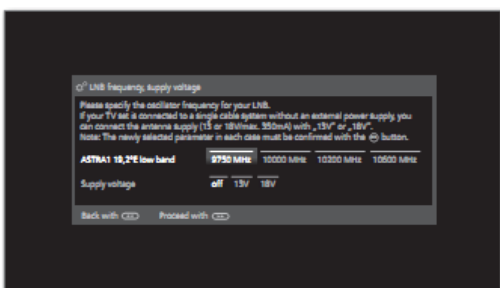 LNB frequency, supply voltage
Please specify the oscillator frequency for your LNB.
If your TV set is connected to a single cable system without an external power supply, you
can connect the antenna supply (13 or 18V/max. 350mA) with „13V" or „18V".
Note: The newly selected parameter in each case must be confirmed with the button.
ASTRA1 19,2°E low band 9750 MHz 10000 MHz 10200 MHz 10600 MHz
Supply voltage off 13V 18V
Back with Proceed with